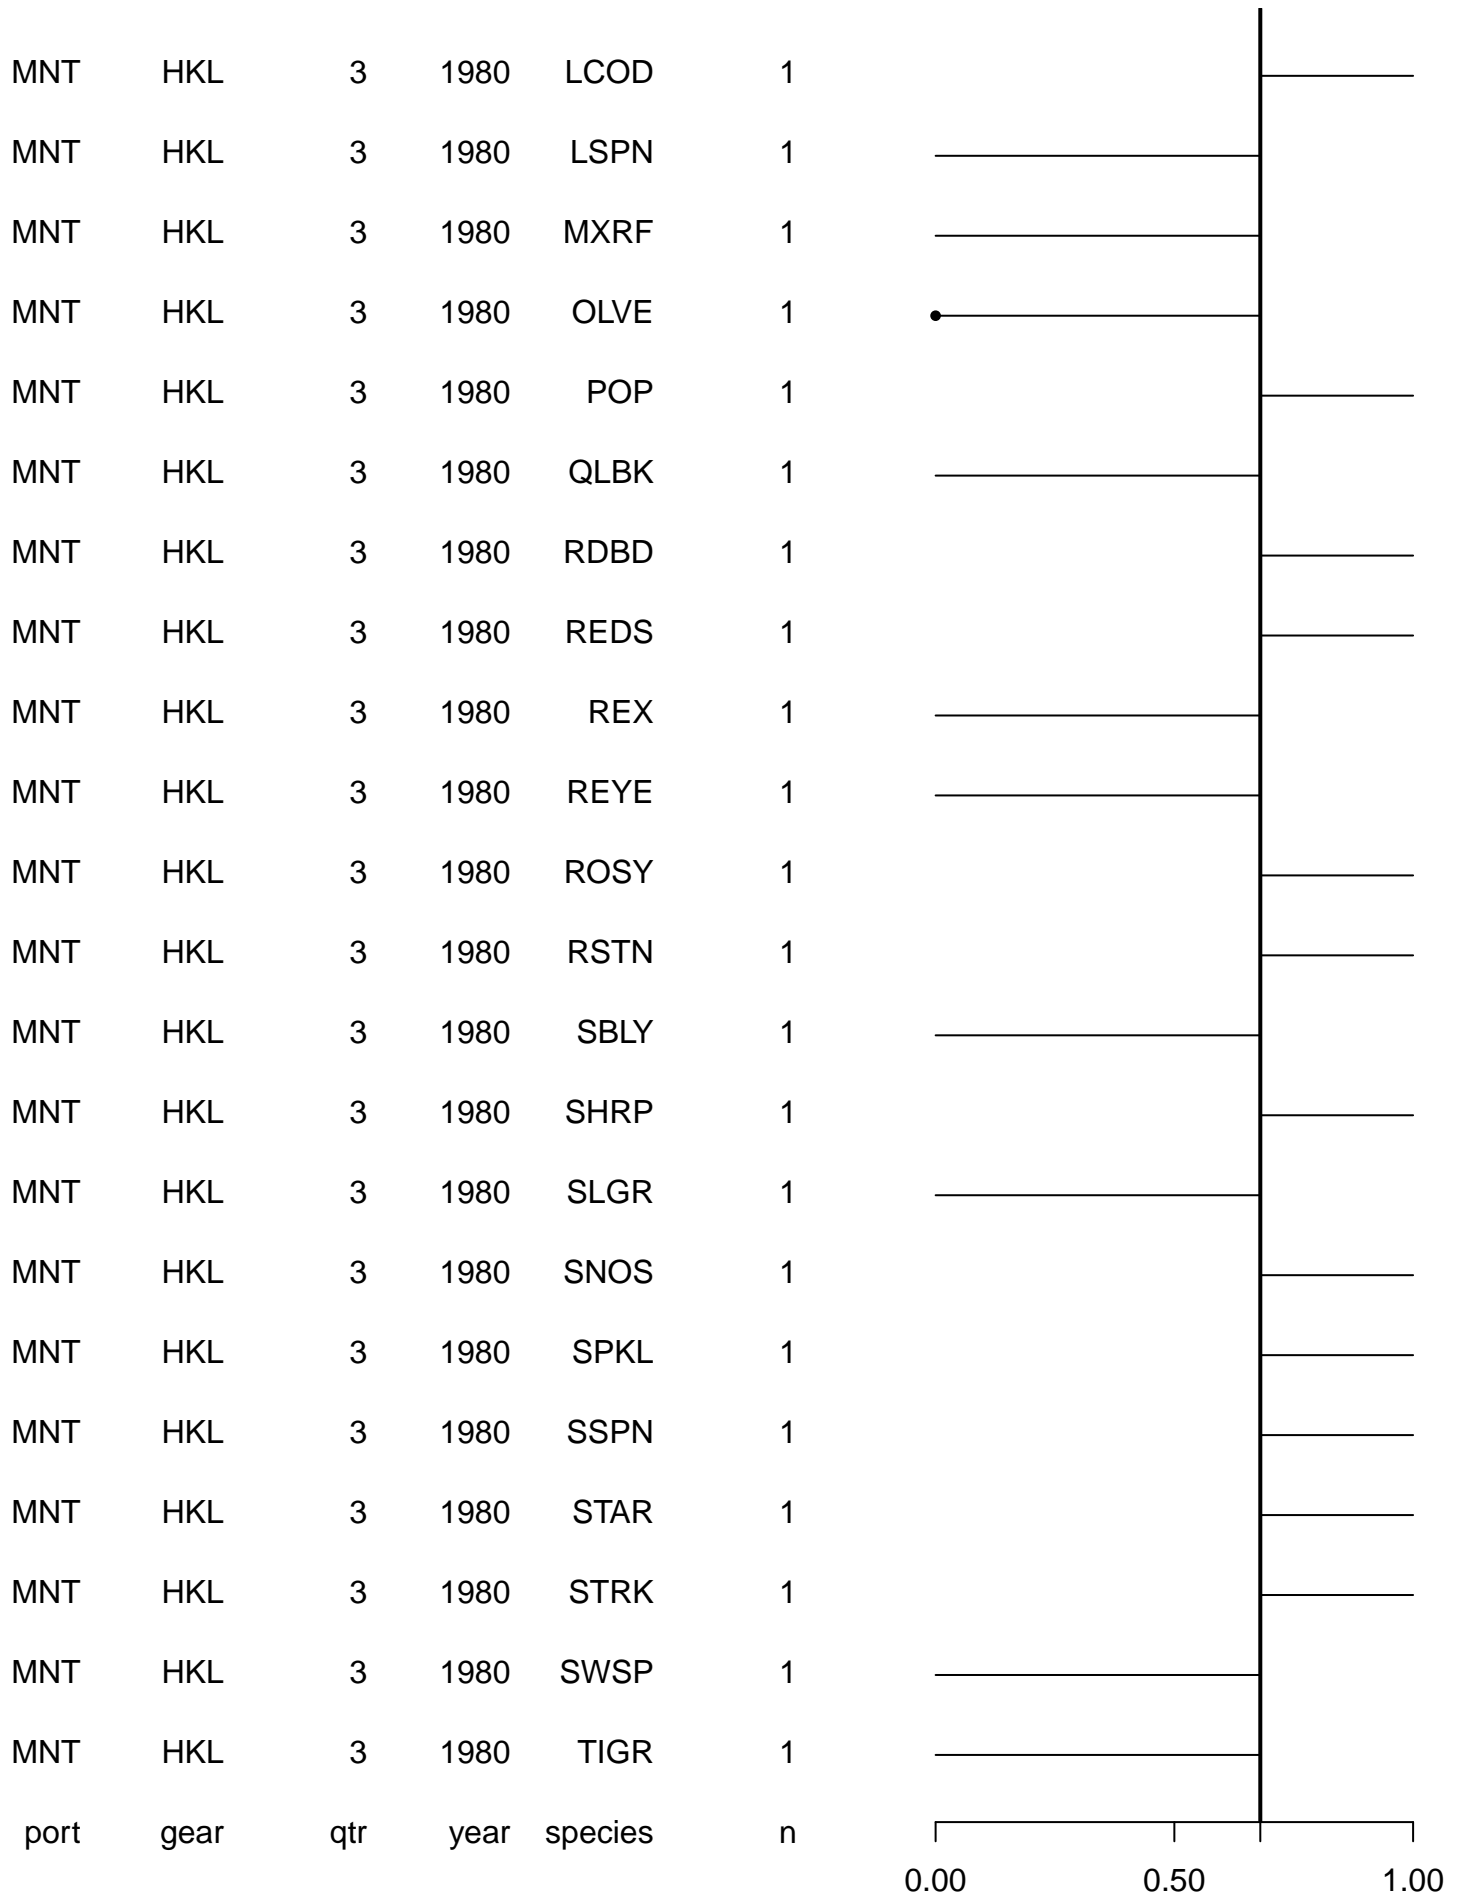 MNT HKL 3 1980 LCOD 1
MNT HKL 3 1980 LSPN 1
MNT HKL 3 1980 MXRF 1
MNT HKL 3 1980 OLVE 1
MNT HKL 3 1980 POP 1
MNT HKL 3 1980 QLBK 1
MNT HKL 3 1980 RDBD 1
MNT HKL 3 1980 REDS 1
MNT HKL 3 1980 REX 1
MNT HKL 3 1980 REYE 1
MNT HKL 3 1980 ROSY 1
MNT HKL 3 1980 RSTN 1
MNT HKL 3 1980 SBLY 1
MNT HKL 3 1980 SHRP 1
MNT HKL 3 1980 SLGR 1
MNT HKL 3 1980 SNOS 1
MNT HKL 3 1980 SPKL 1
MNT HKL 3 1980 SSPN 1
MNT HKL 3 1980 STAR 1
MNT HKL 3 1980 STRK 1
MNT HKL 3 1980 SWSP 1
MNT HKL 3 1980 TIGR 1
port gear qtr year species n
0.00 0.50 1.00